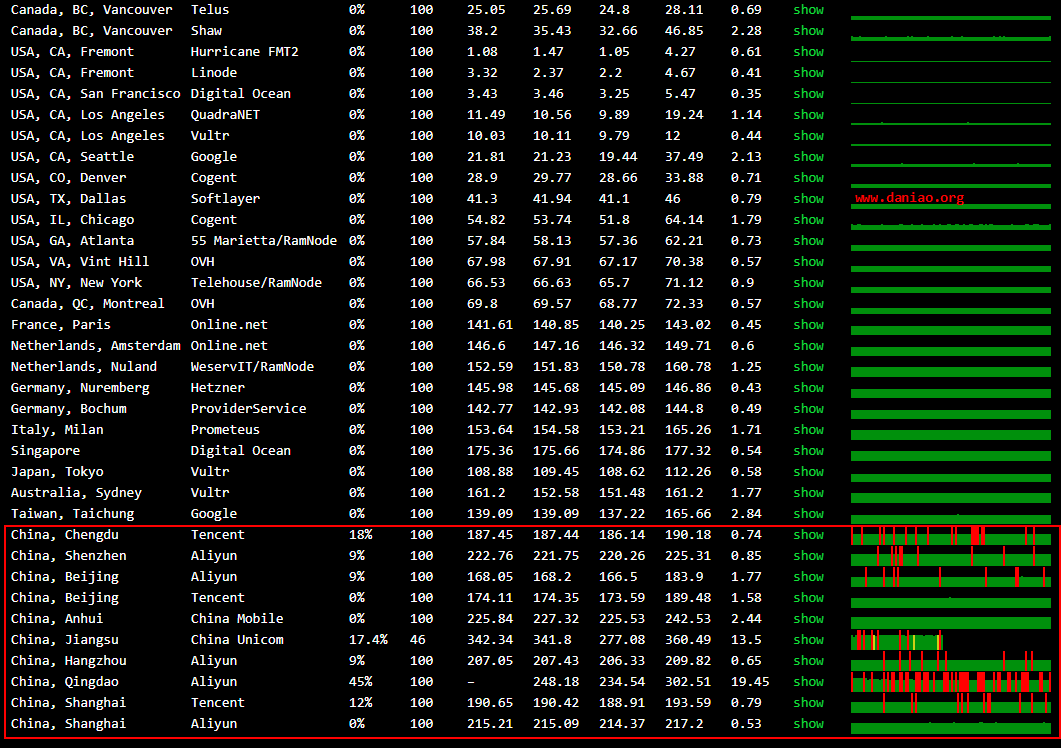 Canada, BC, Vancouver Telus 0% 100 25.05 25.69 24.8 28.11 0.69 show
Canada, BC, Vancouver Shaw 0% 100 38.2 35.43 32.66 46.85 2.28 show
USA, CA, Fremont Hurricane FMT2 0% 100 1.08 1.47 1.05 4.27 0.61 show
USA, CA, Fremont Linode 0% 100 3.32 2.37 2.2 4.67 0.41 show
USA, CA, San Francisco Digital Ocean 0% 100 3.43 3.46 3.25 5.47 0.35 show
USA, CA, Los Angeles QuadraNET 0% 100 11.49 10.56 9.89 19.24 1.14 show
USA, CA, Los Angeles Vultr 0% 100 10.03 10.11 9.79 12 0.44 show
USA, CA, Seattle Google 0% 100 21.81 21.23 19.44 37.49 2.13 show
USA, CO, Denver Cogent 0% 100 28.9 29.77 28.66 33.88 0.71 show
USA, TX, Dallas Softlayer 0% 100 41.3 41.94 41.1 46 0.79 show www.daniao.org
USA, IL, Chicago Cogent 0% 100 54.82 53.74 51.8 64.14 1.79 show
USA, GA, Atlanta 55 Marietta/RamNode 0% 100 57.84 58.13 57.36 62.21 0.73 show
USA, VA, Vint Hill OVH 0% 100 67.98 67.91 67.17 70.38 0.57 show
USA, NY, New York Telehouse/RamNode 0% 100 66.53 66.63 65.7 71.12 0.9 show
Canada, QC, Montreal OVH 0% 100 69.8 69.57 68.77 72.33 0.57 show
France, Paris Online.net 0% 100 141.61 140.85 140.25 143.02 0.45 show
Netherlands, Amsterdam Online.net 0% 100 146.6 147.16 146.32 149.71 0.6 show
Netherlands, Nuland WeservIT/RamNode 0% 100 152.59 151.83 150.78 160.78 1.25 show
Germany, Nuremberg Hetzner 0% 100 145.98 145.68 145.09 146.86 0.43 show
Germany, Bochum ProviderService 0% 100 142.77 142.93 142.08 144.8 0.49 show
Italy, Milan Prometeus 0% 100 153.64 154.58 153.21 165.26 1.71 show
Singapore Digital Ocean 0% 100 175.36 175.66 174.86 177.32 0.54 show
Japan, Tokyo Vultr 0% 100 108.88 109.45 108.62 112.26 0.58 show
Australia, Sydney Vultr 0% 100 161.2 152.58 151.48 161.2 1.77 show
Taiwan, Taichung Google 0% 100 139.09 139.09 137.22 165.66 2.84 show
China, Chengdu Tencent 18% 100 187.45 187.44 186.14 190.18 0.74 show
China, Shenzhen Aliyun 9% 100 222.76 221.75 220.26 225.31 0.85 show
China, Beijing Aliyun 9% 100 168.05 168.2 166.5 183.9 1.77 show
China, Beijing Tencent 0% 100 174.11 174.35 173.59 189.48 1.58 show
China, Anhui China Mobile 0% 100 225.84 227.32 225.53 242.53 2.44 show
China, Jiangsu China Unicom 17.4% 46 342.34 341.8 277.08 360.49 13.5 show
China, Hangzhou Aliyun 9% 100 207.05 207.43 206.33 209.82 0.65 show
China, Qingdao Aliyun 45% 100 – 248.18 234.54 302.51 19.45 show
China, Shanghai Tencent 12% 100 190.65 190.42 188.91 193.59 0.79 show
China, Shanghai Aliyun 0% 100 215.21 215.09 214.37 217.2 0.53 show